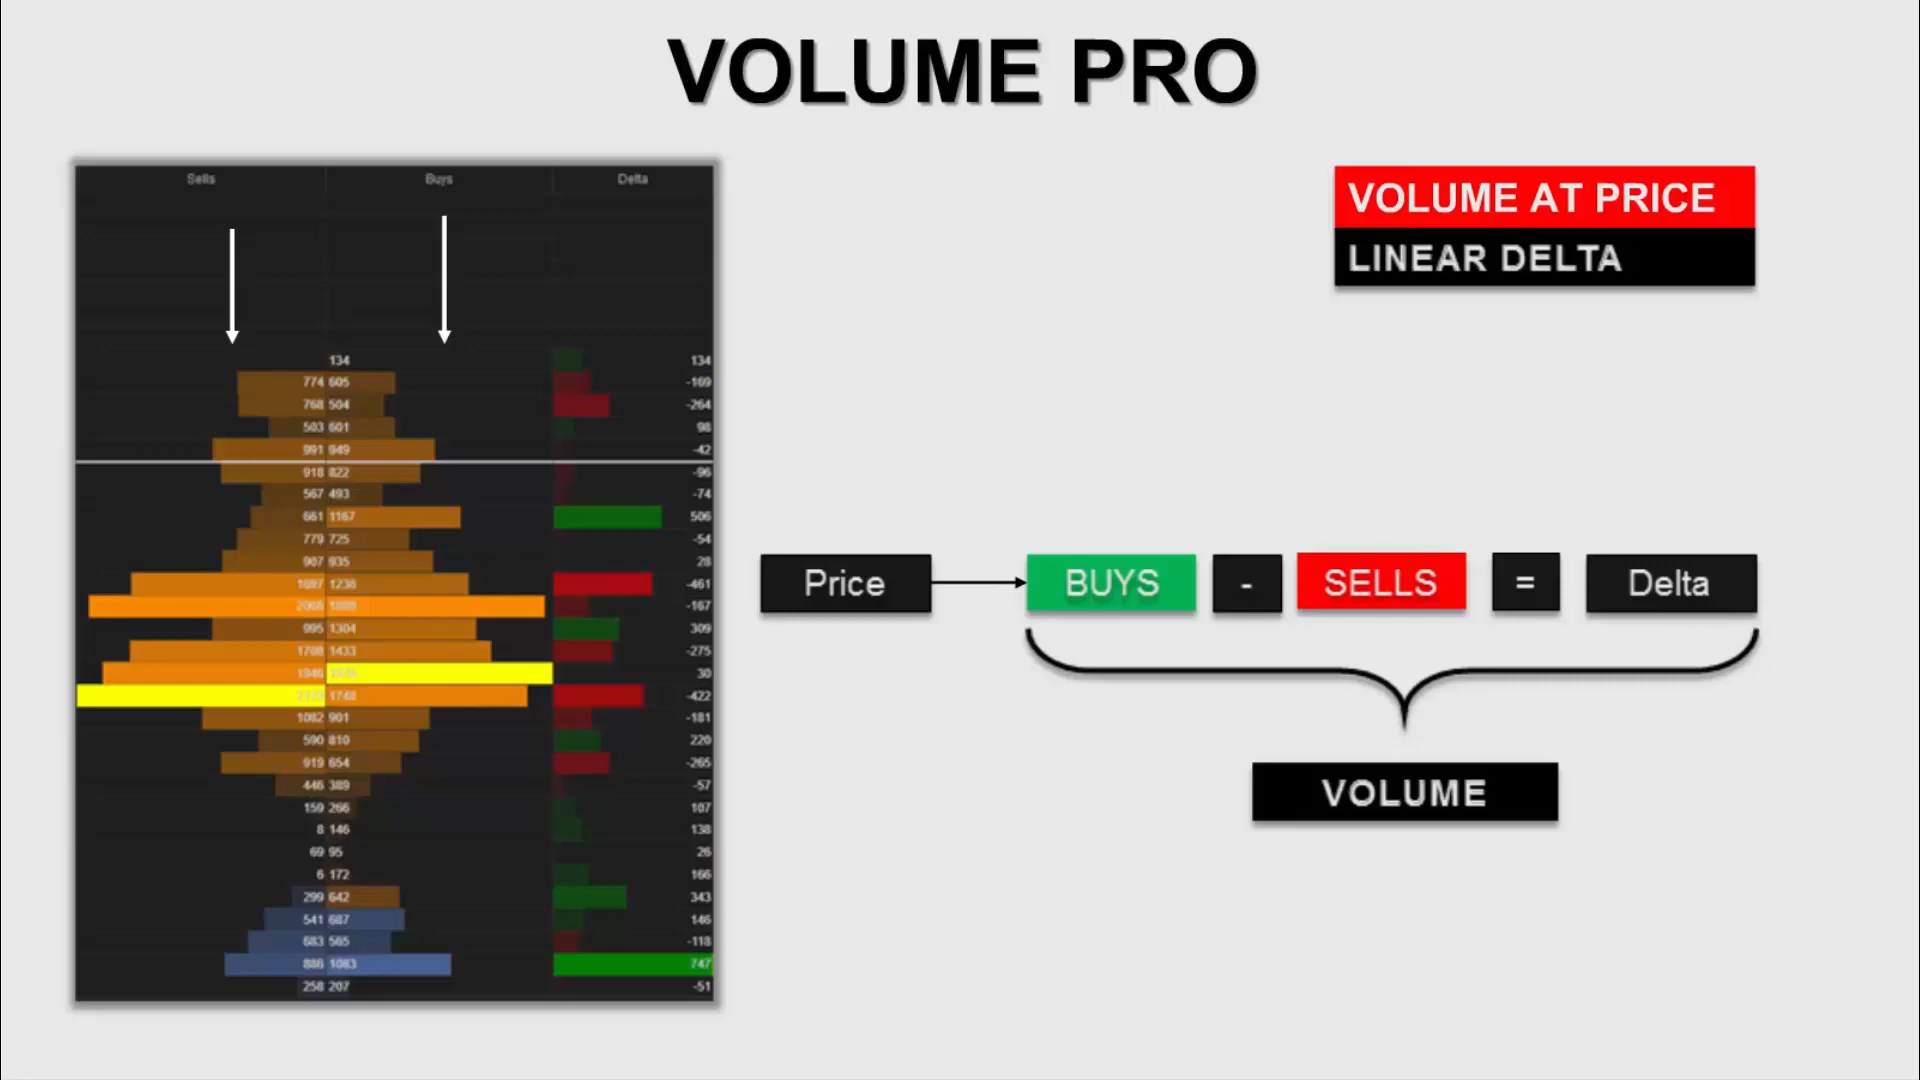 VOLUME PRO
Sells Buys Delta
134 134
774 605 -169
768 504 -264
503 601 98
991 949 -42
918 822 -96
567 493 -74
661 1167 506
779 725 -54
907 935 28
1238 -461
-167
995 1304 309
1708 1433 -275
1946 30
1748 -422
1082 901 -181
590 810 220
919 654 -265
446 389 -57
159 266 107
8 146 138
69 95 26
6 172 166
299 642 343
541 687 146
683 565 -118
886 1083 747
258 207 -51
VOLUME AT PRICE
LINEAR DELTA
Price BUYS - SELLS = Delta
VOLUME